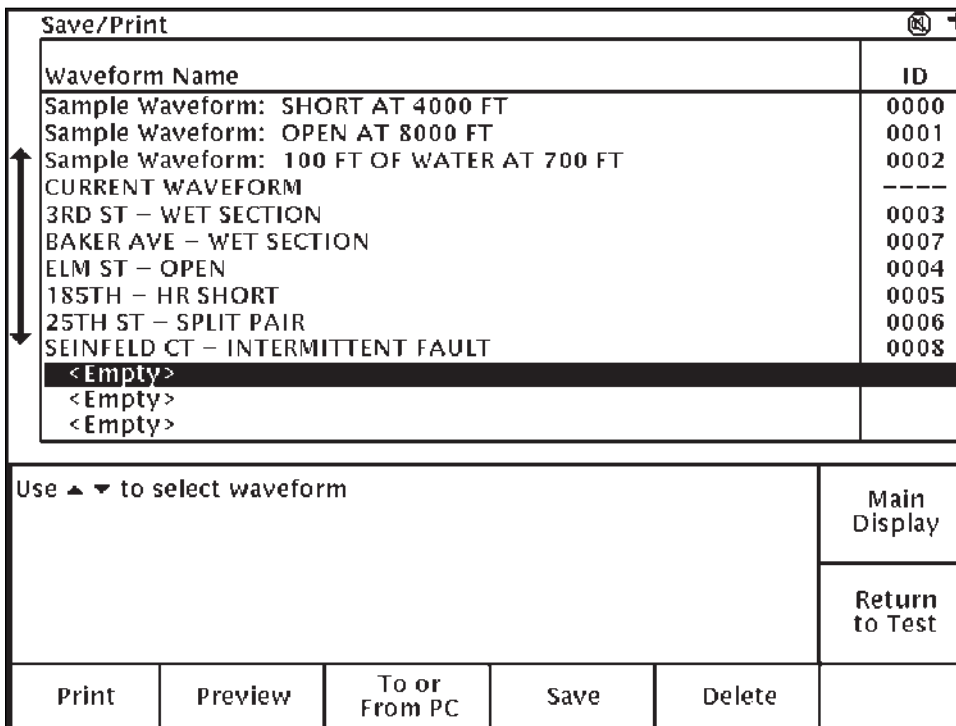 Save/Print
Waveform Name ID
Sample Waveform: SHORT AT 4000 FT 0000
Sample Waveform: OPEN AT 8000 FT 0001
Sample Waveform: 100 FT OF WATER AT 700 FT 0002
CURRENT WAVEFORM ----
3RD ST – WET SECTION 0003
BAKER AVE – WET SECTION 0007
ELM ST – OPEN 0004
185TH – HR SHORT 0005
25TH ST – SPLIT PAIR 0006
SEINFELD CT – INTERMITTENT FAULT 0008
<Empty>
<Empty>
<Empty>
Use ▲ ▼ to select waveform
Main
Display
Return
to Test
Print
Preview
To or
From PC
Save
Delete